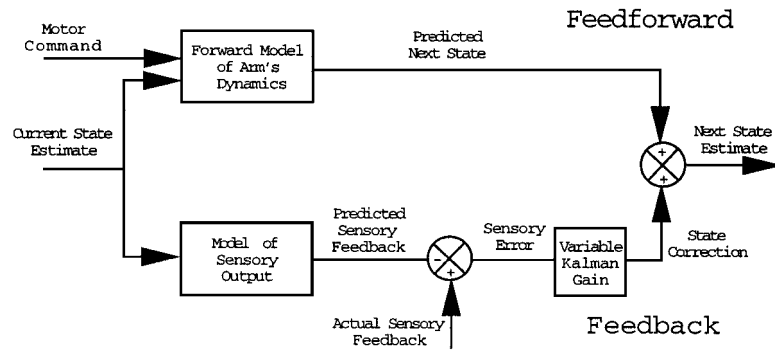 Feedforward
Motor
Command
Forward Model
of Arm's
Dynamics
Predicted
Next State
Current State
Estimate
+
+
Next State
Estimate
Model of
Sensory
Output
Predicted
Sensory
Feedback
-
+
Sensory
Error
Variable
Kalman
Gain
State
Correction
Actual Sensory
Feedback
Feedback